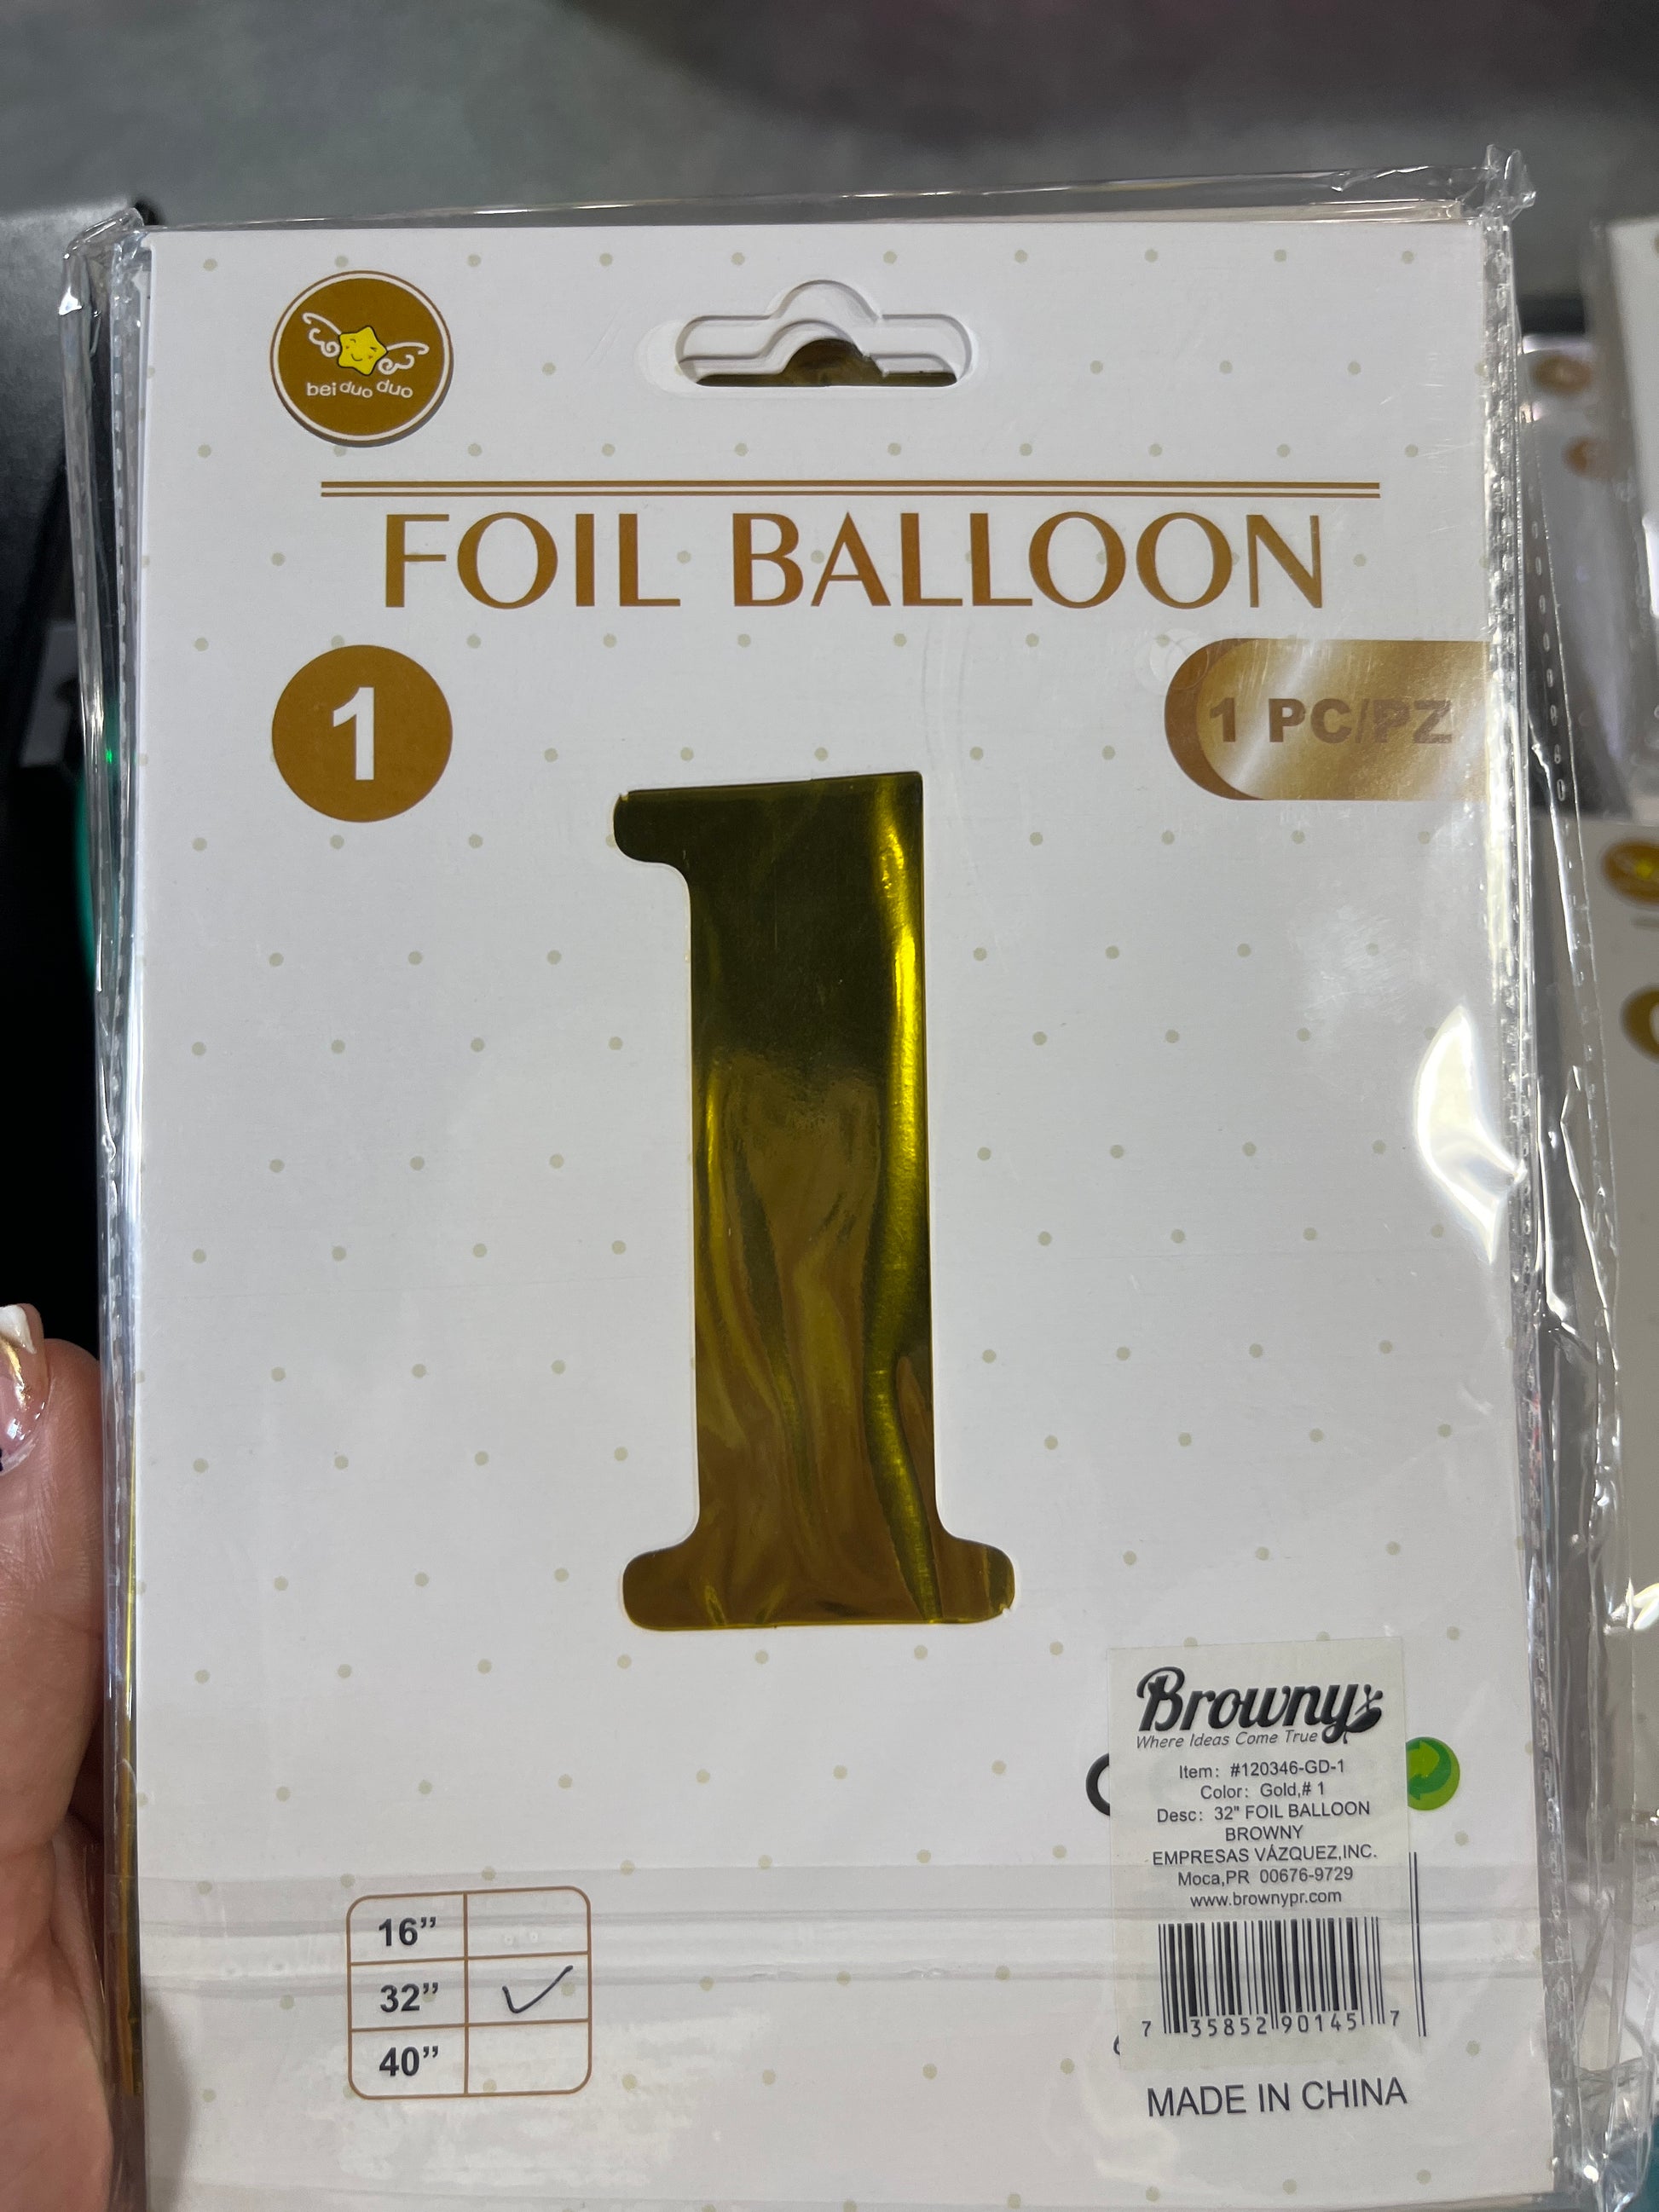 bei duo duo
FOIL BALLOON
1
1 PC/PZ
Browny
Where Ideas Come True
Item: #120346-GD-1
Color: Gold,# 1
Desc: 32" FOIL BALLOON
BROWNY
EMPRESAS VÁZQUEZ,INC.
Moca,PR 00676-9729
www.brownypr.com
7 35852 90145 7
16”
32”
40”
MADE IN CHINA